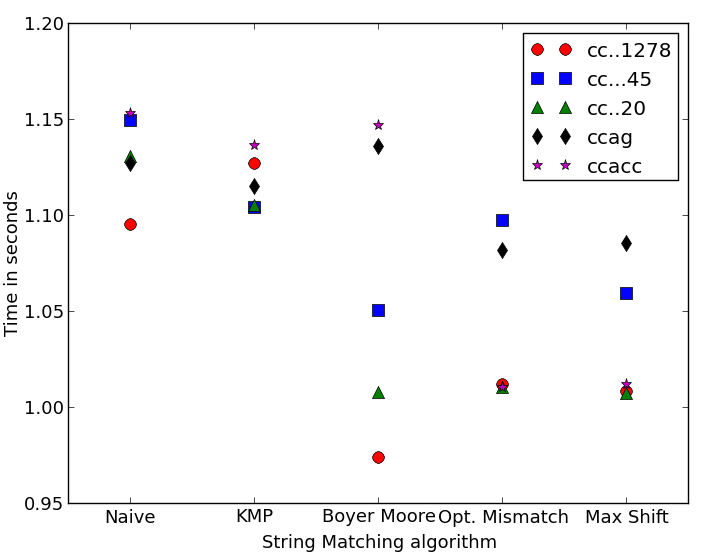 1.20
1.15
1.10
1.05
1.00
0.95
Time in seconds
cc..1278
cc...45
cc..20
ccag
ccacc
Naive KMP Boyer Moore Opt. Mismatch Max Shift
String Matching algorithm